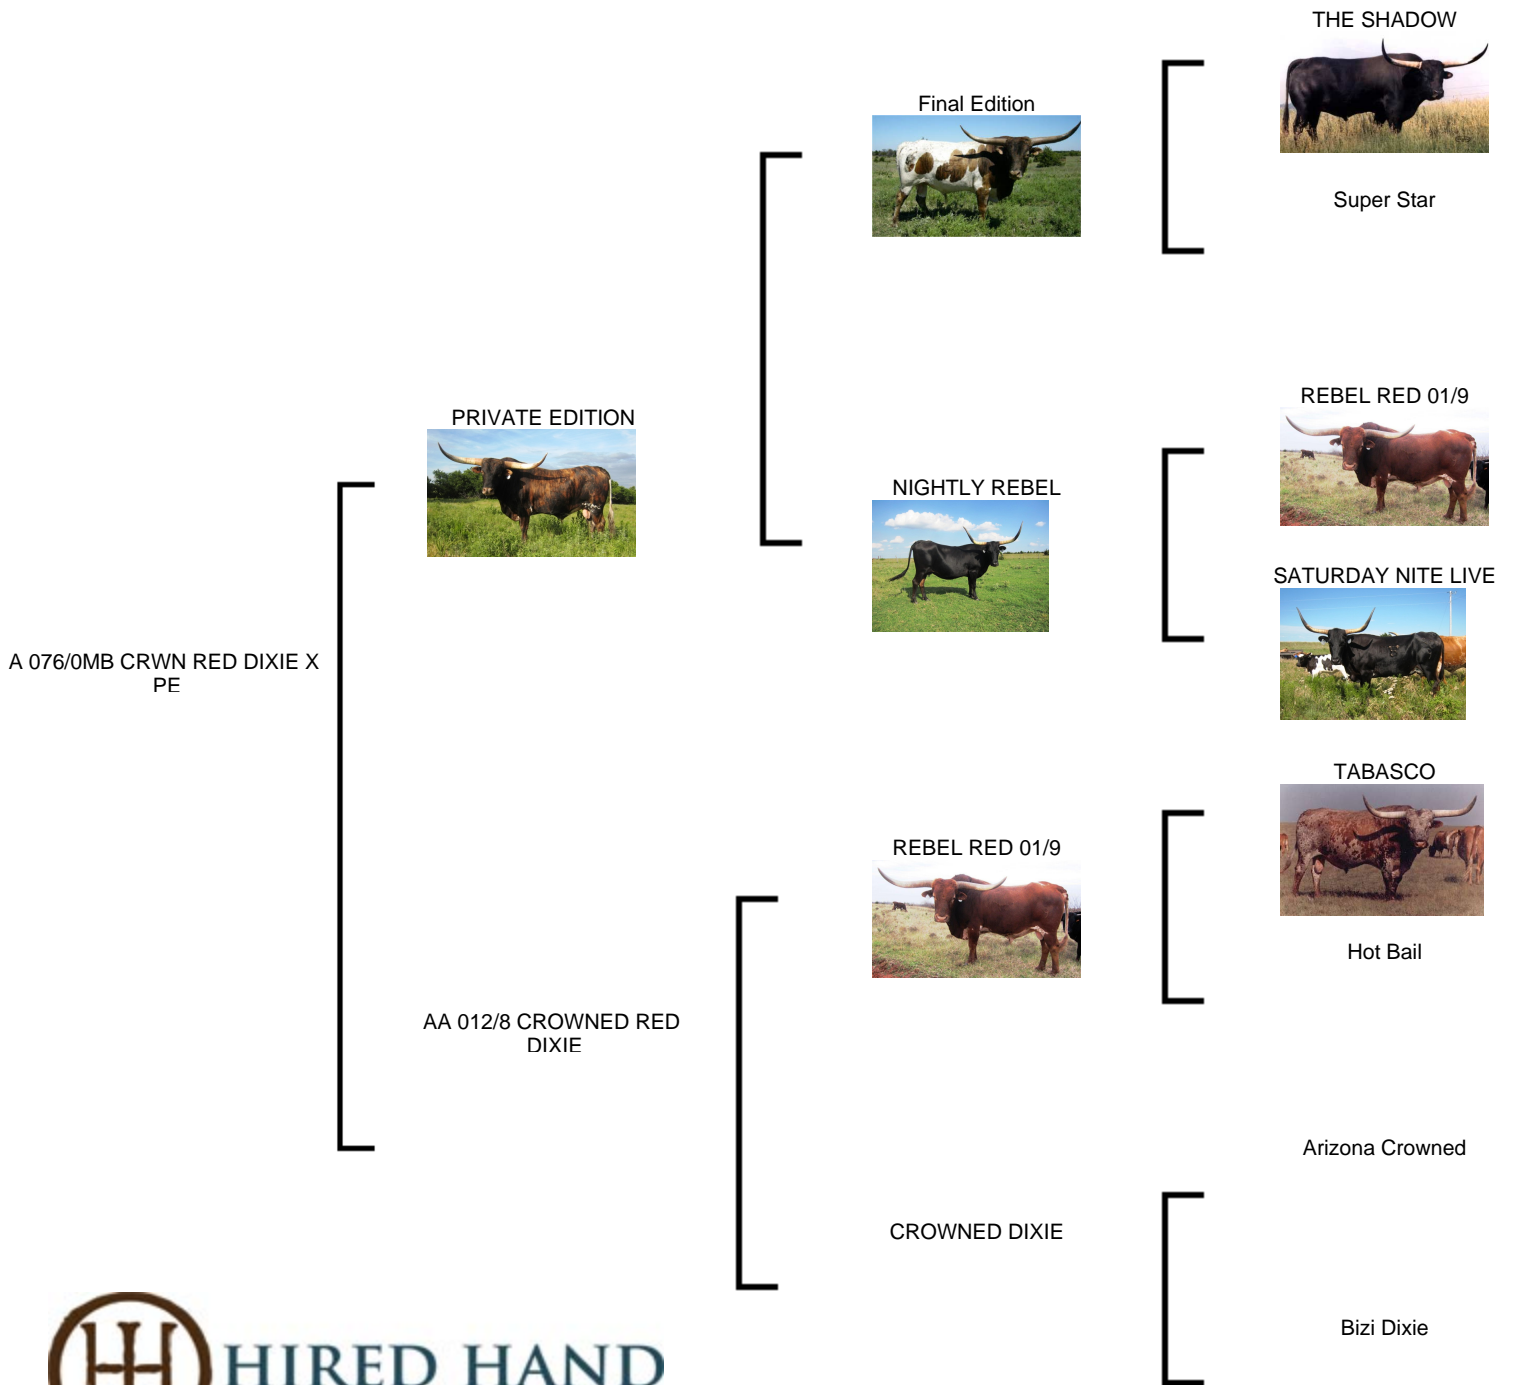 THE SHADOW
Final Edition
Super Star
REBEL RED 01/9
PRIVATE EDITION
NIGHTLY REBEL
SATURDAY NITE LIVE
A 076/0MB CRWN RED DIXIE X
PE
TABASCO
REBEL RED 01/9
Hot Bail
AA 012/8 CROWNED RED
DIXIE
Arizona Crowned
CROWNED DIXIE
Bizi Dixie
HIRED HAND